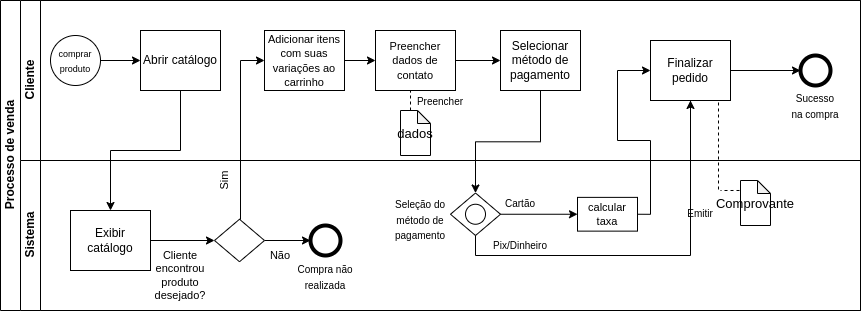 Processo de venda
Cliente
comprar
produto
Abrir catálogo
Adicionar itens
com suas
variações ao
carrinho
Preencher
dados de
contato
Preencher
dados
Selecionar
método de
pagamento
Finalizar
pedido
Sucesso
na compra
Sistema
Exibir
catálogo
Cliente
encontrou
produto
desejado?
Sim
Não
Compra não
realizada
Seleção do
método de
pagamento
Cartão
calcular
taxa
Pix/Dinheiro
Emitir
Comprovante